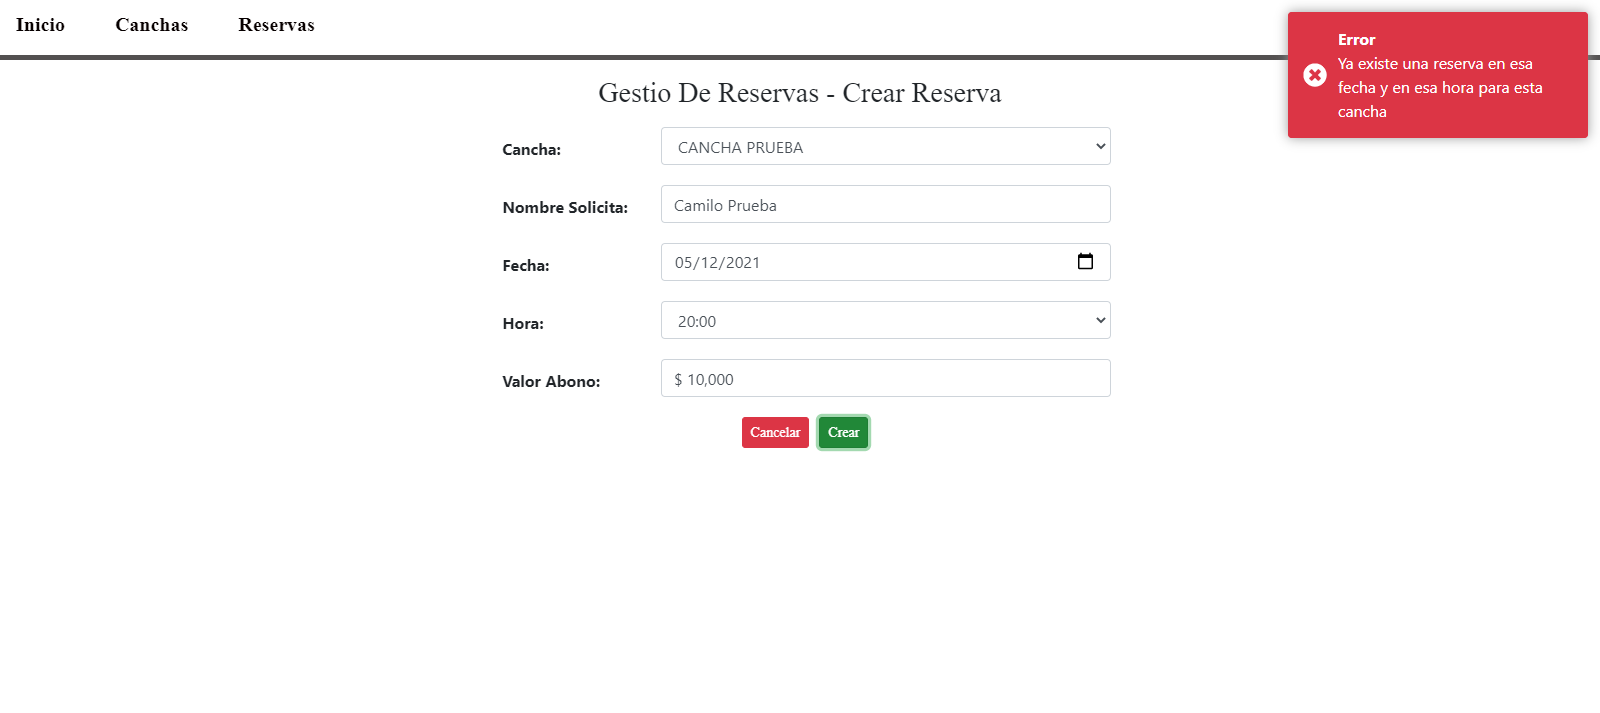 Inicio Canchas Reservas
Error
Ya existe una reserva en esa
fecha y en esa hora para esta
cancha
Gestio De Reservas - Crear Reserva
Cancha: CANCHA PRUEBA
Nombre Solicita: Camilo Prueba
Fecha: 05/12/2021
Hora: 20:00
Valor Abono: $ 10,000
Cancelar Crear